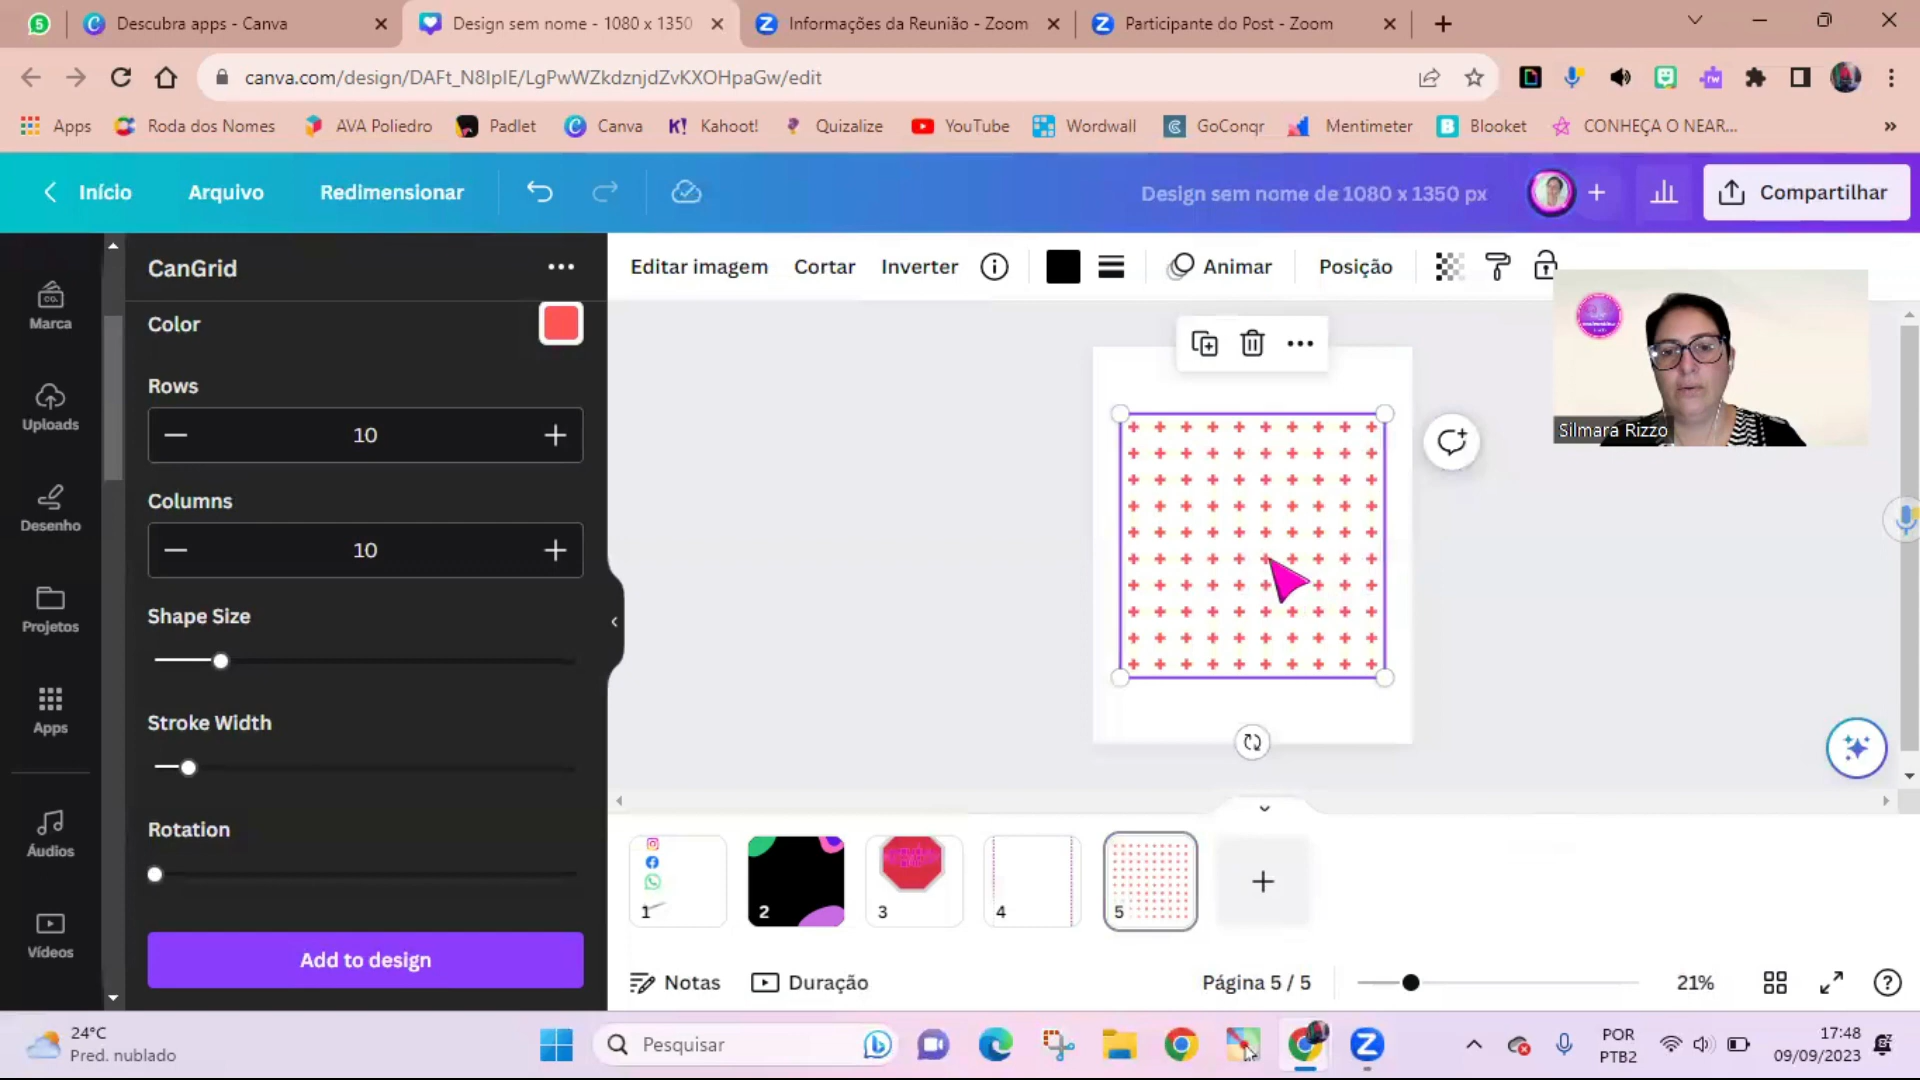 5
Descubra apps - Canva
Design sem nome - 1080 x 1350
Informações da Reunião - Zoom
Participante do Post - Zoom
canva.com/design/DAFt_N8IpIE/LgPwWZkdznjdZvKXOHpaGw/edit
Apps
Roda dos Nomes
AVA Poliedro
Padlet
Canva
K!
Kahoot!
Quizalize
YouTube
Wordwall
GoConqr
Mentimeter
B
Blooket
CONHEÇA O NEAR...
»
Início
Arquivo
Redimensionar
Design sem nome de 1080 x 1350 px
Compartilhar
Marca
Uploads
Desenho
Projetos
Apps
Áudios
Vídeos
CanGrid
Color
Rows
10
Columns
10
Shape Size
Stroke Width
Rotation
Add to design
Editar imagem
Cortar
Inverter
Animar
Posição
Silmara Rizzo
1
2
3
4
5
Notas
Duração
Página 5 / 5
21%
24°C
Pred. nublado
Pesquisar
POR
PTB2
17:48
09/09/2023